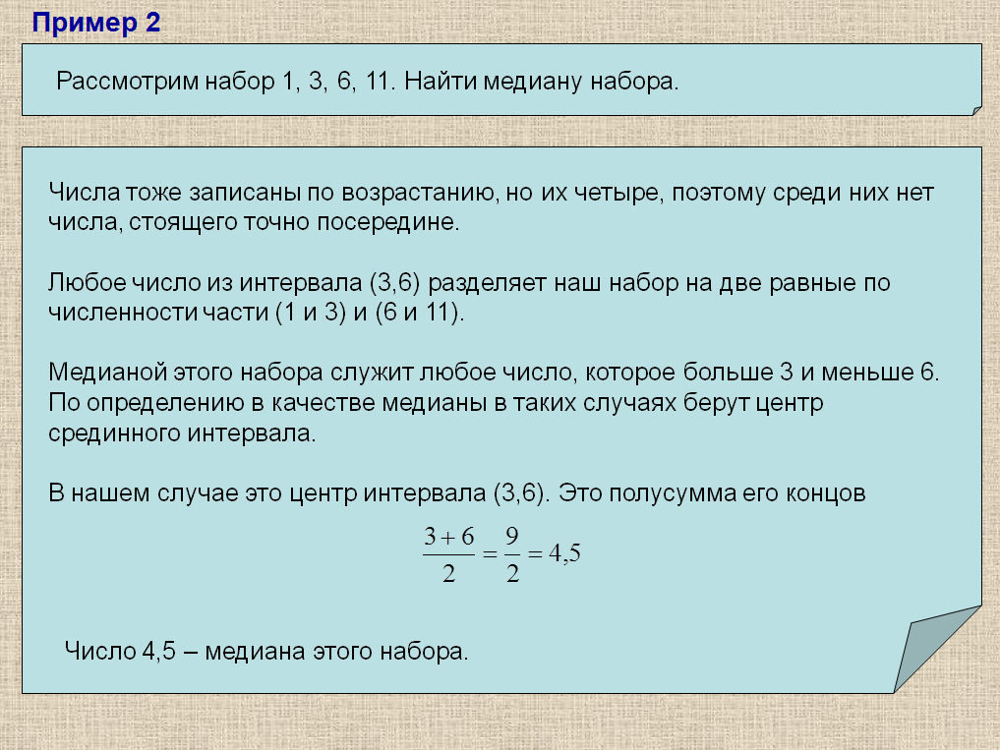 Пример 2
Рассмотрим набор 1, 3, 6, 11. Найти медиану набора.
Числа тоже записаны по возрастанию, но их четыре, поэтому среди них нет
числа, стоящего точно посередине.
Любое число из интервала (3,6) разделяет наш набор на две равные по
численности части (1 и 3) и (6 и 11).
Медианой этого набора служит любое число, которое больше 3 и меньше 6.
По определению в качестве медианы в таких случаях берут центр
срединного интервала.
В нашем случае это центр интервала (3,6). Это полусумма его концов
(3 + 6)/2 = 9/2 = 4,5
Число 4,5 – медиана этого набора.